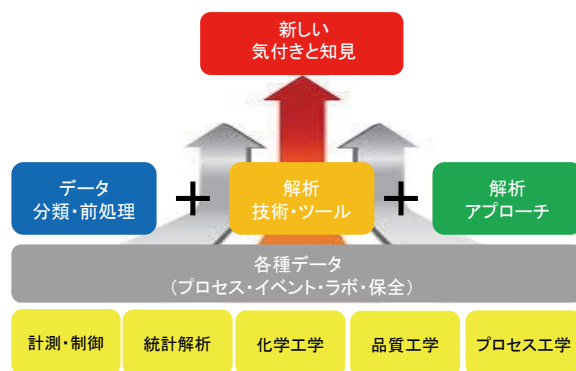 新しい
気付きと知見
データ
分類・前処理
+
解析
技術・ツール
+
解析
アプローチ
各種データ
(プロセス・イベント・ラボ・保全)
計測・制御
統計解析
化学工学
品質工学
プロセス工学